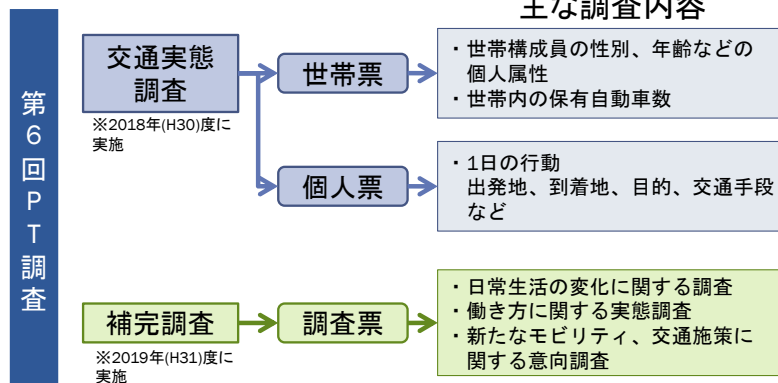 主な調査内容
第6回PT調査
交通実態
調査
※2018年(H30)度に
実施
世帯票
・世帯構成員の性別、年齢などの
個人属性
・世帯内の保有自動車数
個人票
・1日の行動
出発地、到着地、目的、交通手段
など
補完調査
※2019年(H31)度に
実施
調査票
・日常生活の変化に関する調査
・働き方に関する実態調査
・新たなモビリティ、交通施策に
関する意向調査